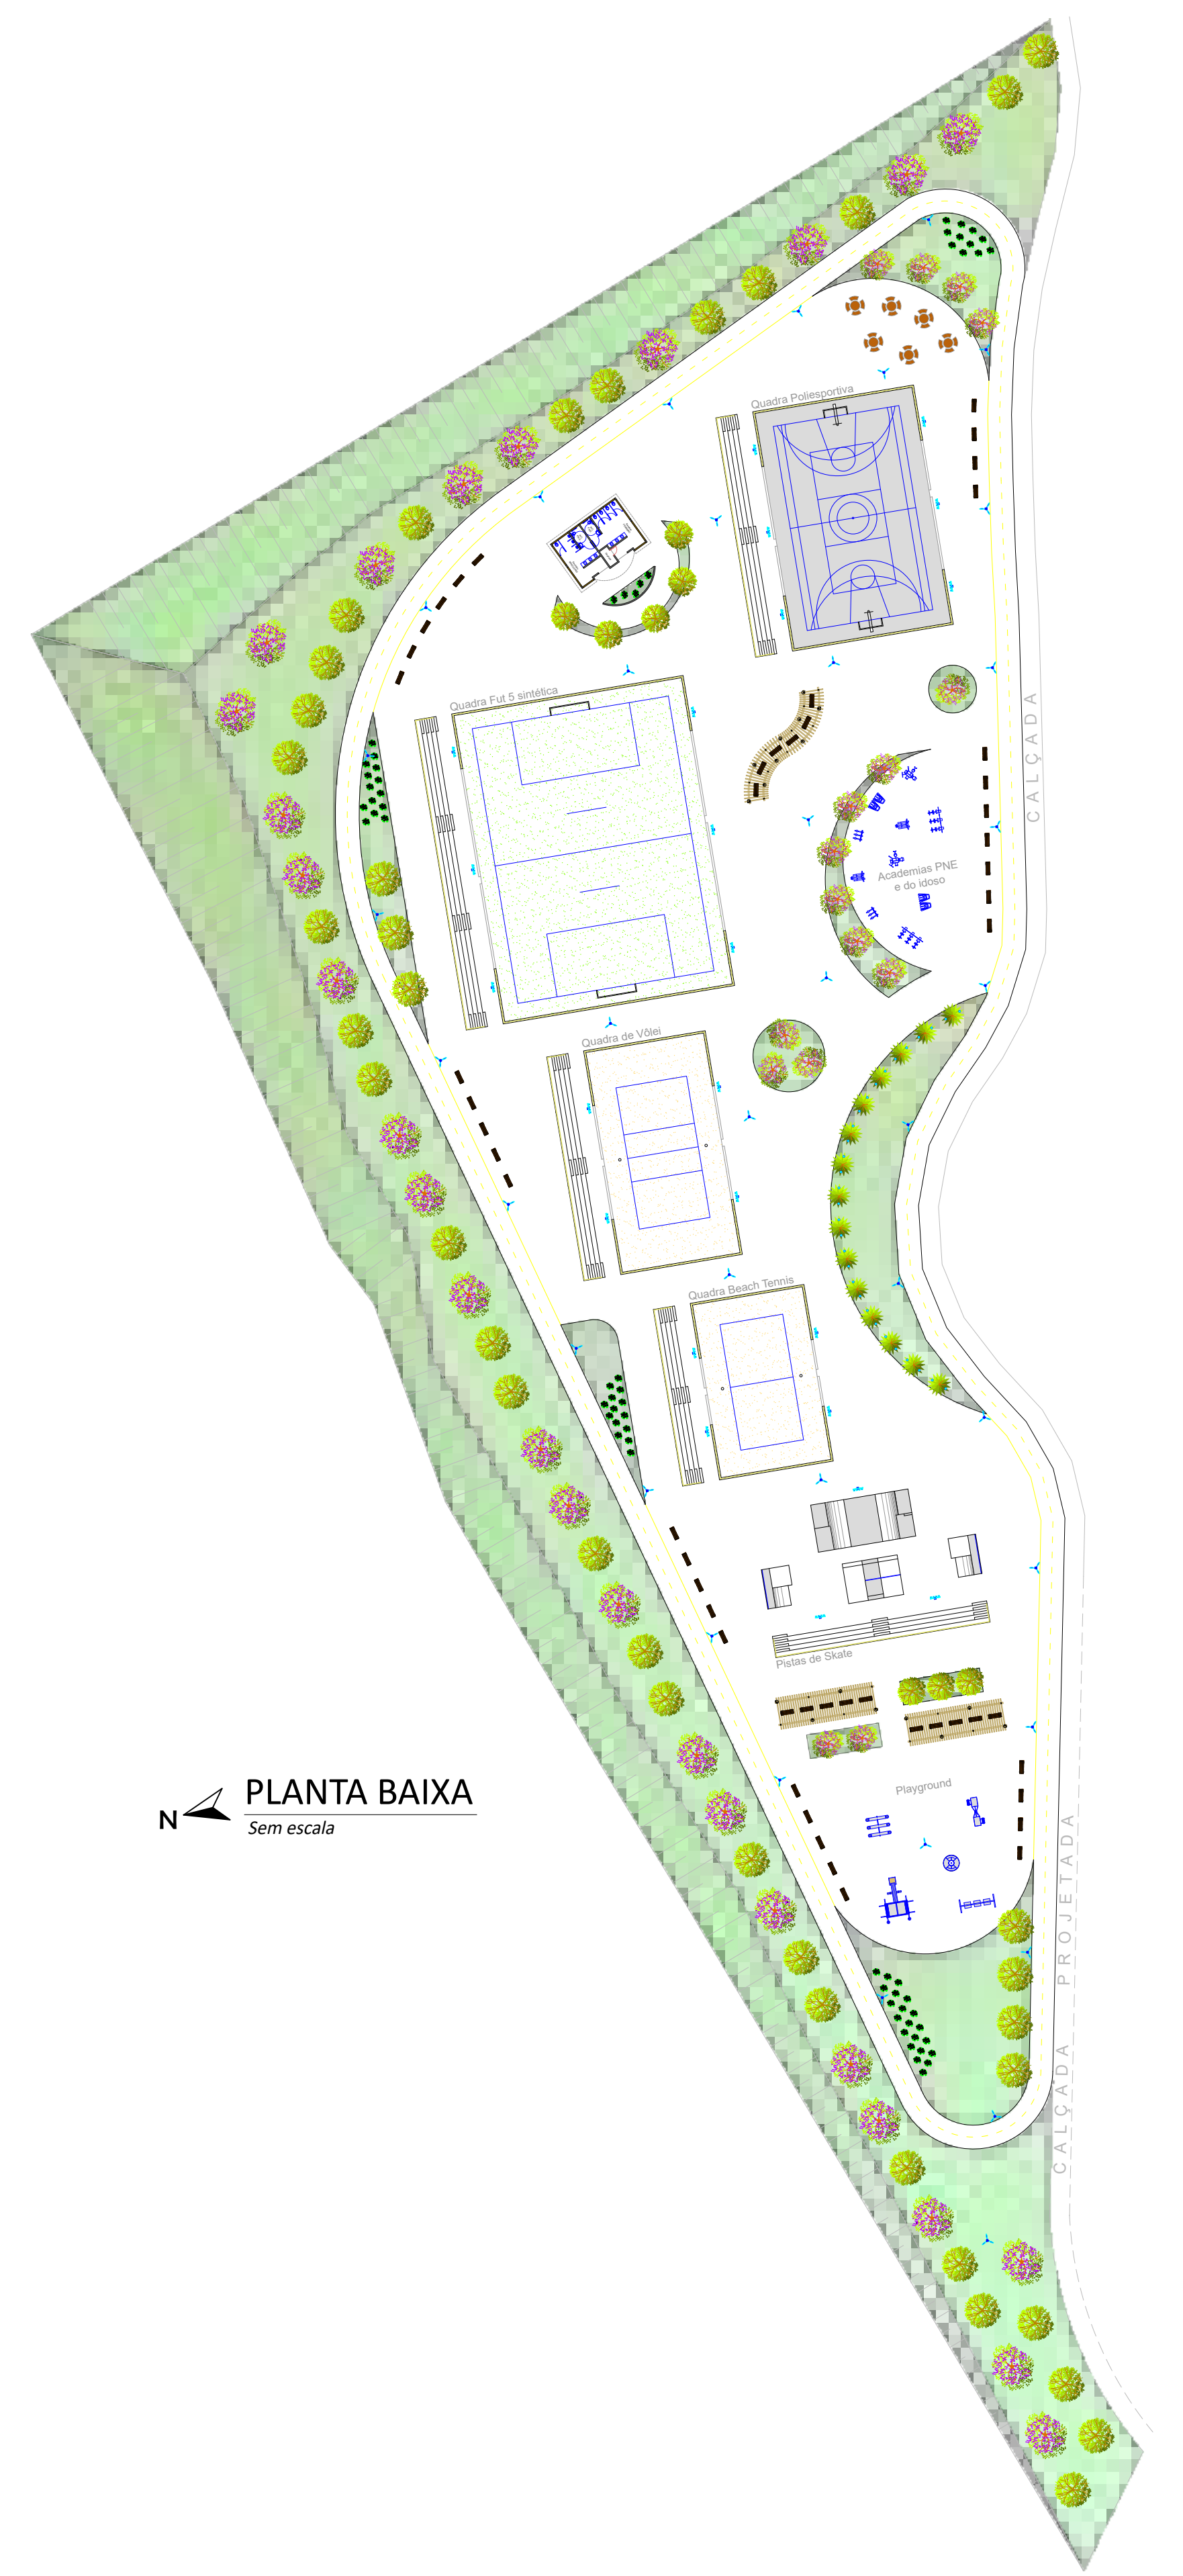 Quadra Poliesportiva
Quadra Fut 5 sintética
CALÇADA
Academias PNE
e do idoso
Quadra de Vôlei
Quadra Beach Tennis
Pistas de Skate
Playground
N
PLANTA BAIXA
Sem escala
CALÇADA PROJETADA